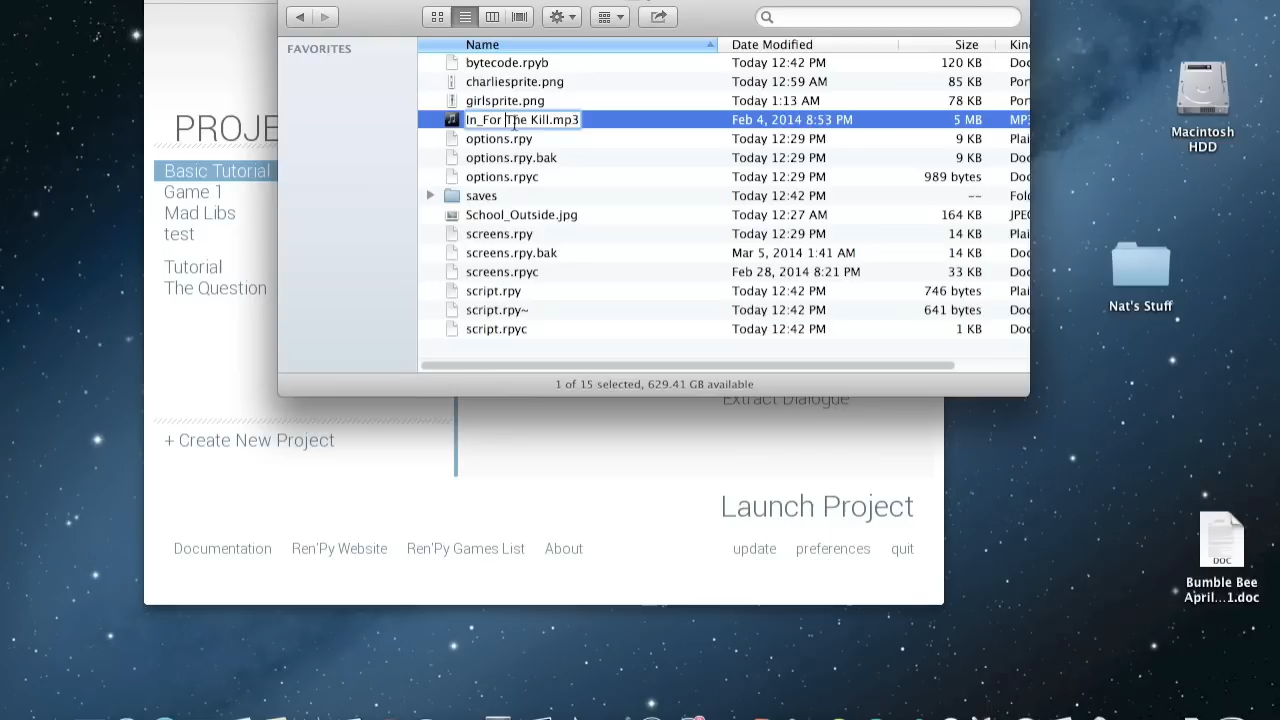 FAVORITES
Name Date Modified Size Kin
bytecode.rpyb Today 12:42 PM 120 KB Doc
charliesprite.png Today 12:59 AM 85 KB Por
girlsprite.png Today 1:13 AM 78 KB Por
In_For The Kill.mp3 Feb 4, 2014 8:53 PM 5 MB MP3
options.rpy Today 12:29 PM 9 KB Plai
options.rpy.bak Today 12:29 PM 9 KB Doc
options.rpyc Today 12:29 PM 989 bytes Doc
saves Today 12:42 PM -- Fol
School_Outside.jpg Today 12:27 AM 164 KB JPE
screens.rpy Today 12:29 PM 14 KB Plai
screens.rpy.bak Mar 5, 2014 1:41 AM 14 KB Doc
screens.rpyc Feb 28, 2014 8:21 PM 33 KB Doc
script.rpy Today 12:42 PM 746 bytes Plai
script.rpy~ Today 12:42 PM 641 bytes Doc
script.rpyc Today 12:42 PM 1 KB Doc
1 of 15 selected, 629.41 GB available
PROJE
Basic Tutorial
Game 1
Mad Libs
test
Tutorial
The Question
Extract Dialogue
+ Create New Project
Launch Project
Documentation Ren'Py Website Ren'Py Games List About update preferences quit
Macintosh
HDD
Nat's Stuff
DOC
Bumble Bee
April...1.doc